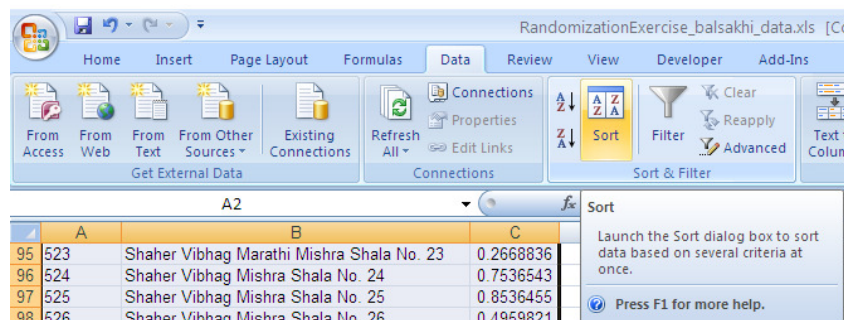 RandomizationExercise_balsakhi_data.xls [Co
Home Insert Page Layout Formulas Data Review View Developer Add-Ins
From Access
From Web
From Text
From Other Sources
Existing Connections
Get External Data
Refresh All
Connections
Properties
Edit Links
Connections
Sort
Filter
Clear
Reapply
Advanced
Sort & Filter
Text
Colum
A2
fx
A B C
95 523 Shaher Vibhag Marathi Mishra Shala No. 23 0.2668836
96 524 Shaher Vibhag Mishra Shala No. 24 0.7536543
97 525 Shaher Vibhag Mishra Shala No. 25 0.8536455
98 526 Shaher Vibhag Mishra Shala No. 26 0.4959821
Sort
Launch the Sort dialog box to sort
data based on several criteria at
once.
Press F1 for more help.